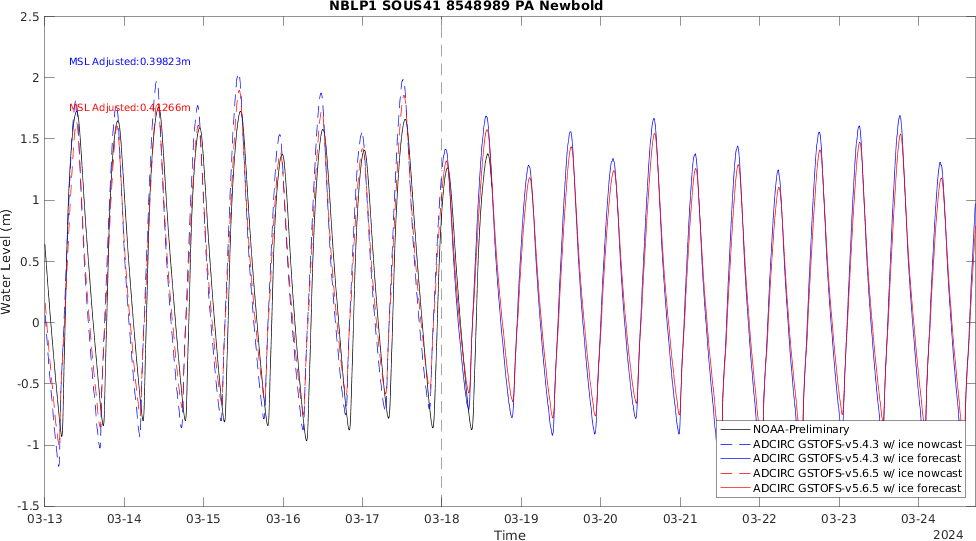 NBLP1 SOUS41 8548989 PA Newbold
2.5
2
1.5
1
0.5
0
-0.5
-1
-1.5
Water Level (m)
MSL Adjusted:0.39823m
MSL Adjusted:0.41266m
NOAA-Preliminary
ADCIRC GSTOFS-v5.4.3 w/ ice nowcast
ADCIRC GSTOFS-v5.4.3 w/ ice forecast
ADCIRC GSTOFS-v5.6.5 w/ ice nowcast
ADCIRC GSTOFS-v5.6.5 w/ ice forecast
03-13 03-14 03-15 03-16 03-17 03-18 03-19 03-20 03-21 03-22 03-23 03-24
Time
2024